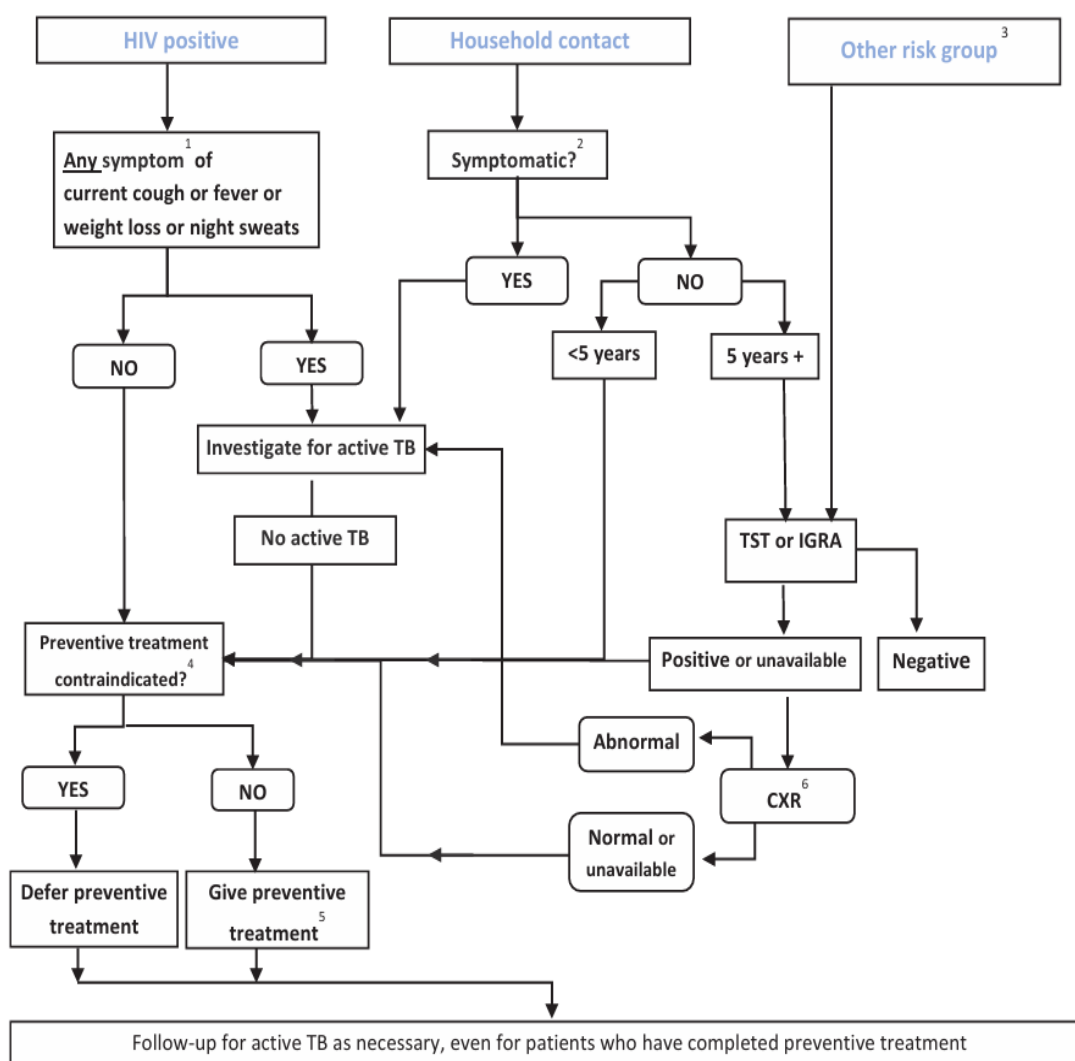 HIV positive
Household contact
Other risk group 3
Any symptom 1 of
current cough or fever or
weight loss or night sweats
Symptomatic? 2
YES
NO
<5 years
5 years +
NO
YES
Investigate for active TB
No active TB
TST or IGRA
Preventive treatment
contraindicated? 4
Positive or unavailable
Negative
Abnormal
CXR 6
Normal or
unavailable
YES
NO
Defer preventive
treatment
Give preventive
treatment 5
Follow-up for active TB as necessary, even for patients who have completed preventive treatment